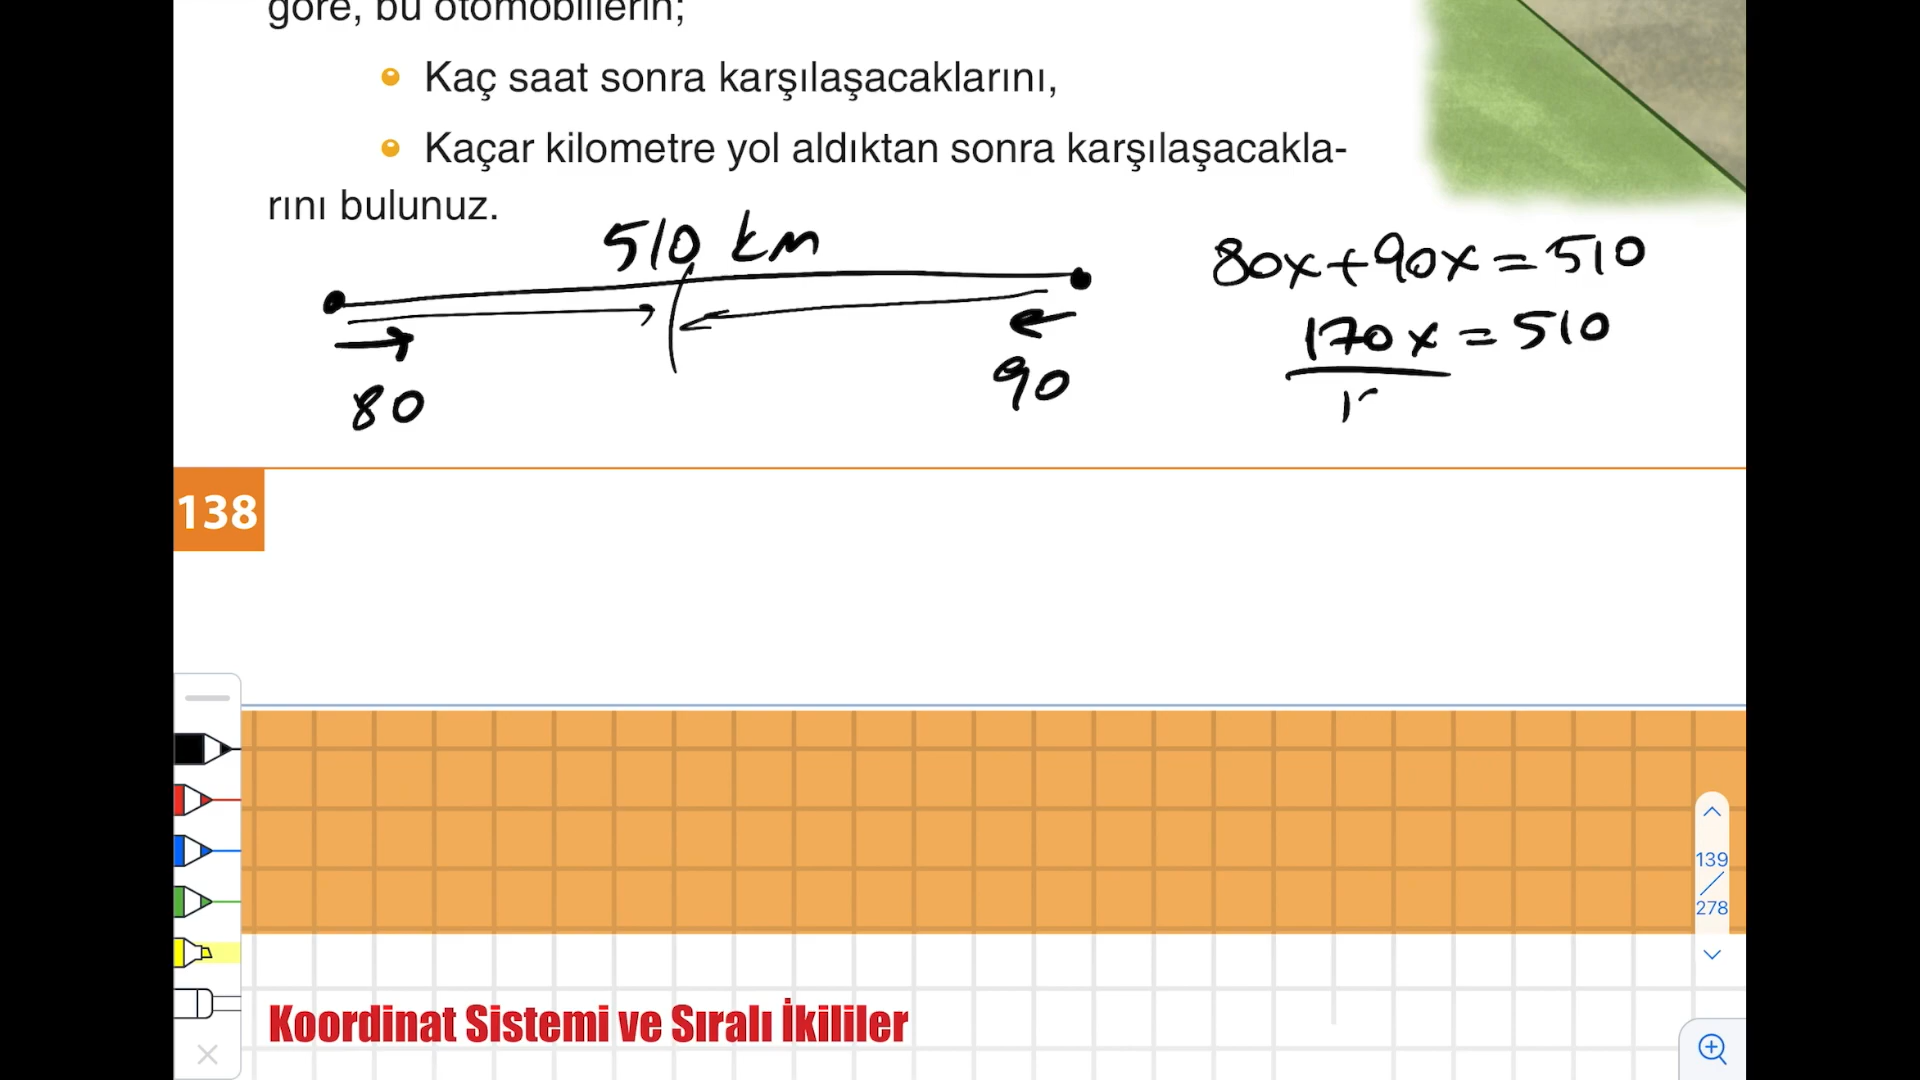 göre, bu otomobillerin;
Kaç saat sonra karşılaşacaklarını,
Kaçar kilometre yol aldıktan sonra karşılaşacakla-
rını bulunuz.
510 km
80
90
80x+90x=510
170x=510
138
139
278
Koordinat Sistemi ve Sıralı İkililer